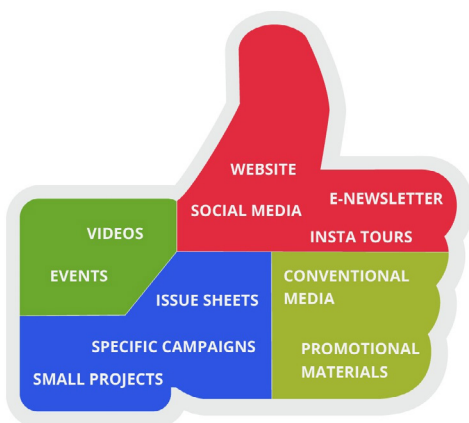 WEBSITE
SOCIAL MEDIA
E-NEWSLETTER
INSTA TOURS
VIDEOS
EVENTS
ISSUE SHEETS
SPECIFIC CAMPAIGNS
SMALL PROJECTS
CONVENTIONAL
MEDIA
PROMOTIONAL
MATERIALS